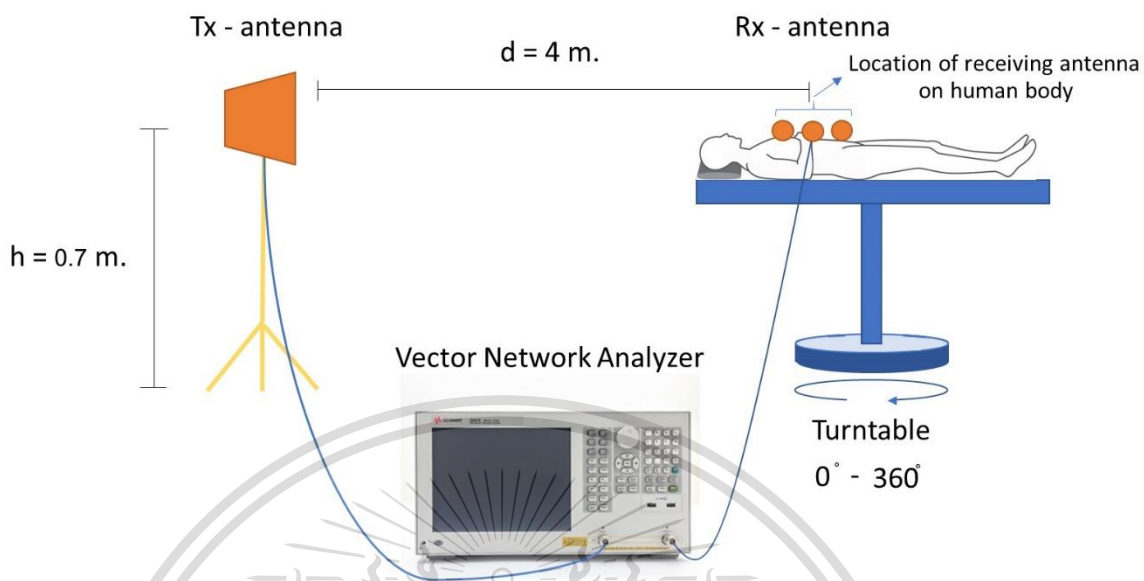 Tx - antenna
Rx - antenna
d = 4 m.
Location of receiving antenna
on human body
h = 0.7 m.
Vector Network Analyzer
Turntable
0° - 360°